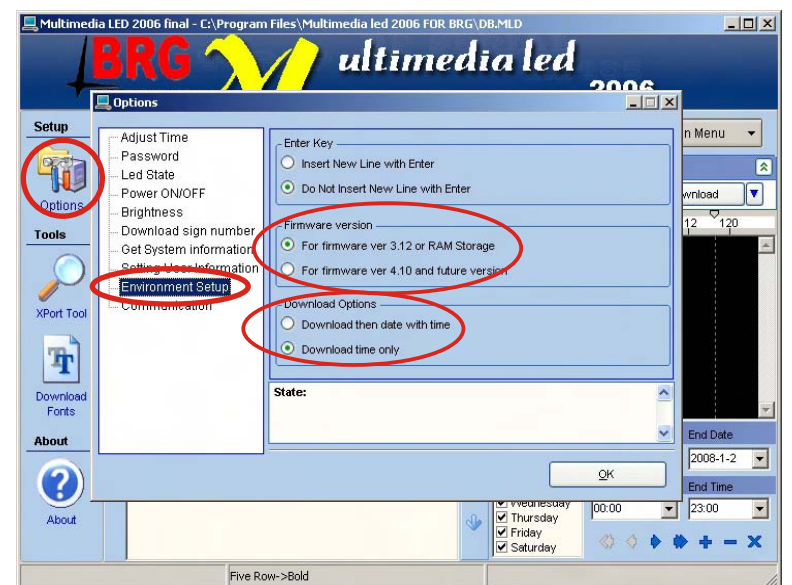 Multimedia LED 2006 final - C:\Program Files\Multimedia led 2006 FOR BRG\DB.MLD
BRG M ultimedia led
2006
Options
Setup
Options
Tools
XPort Tool
Download
Fonts
About
About
Adjust Time
Password
Led State
Power ON/OFF
Brightness
Download sign number
Get System information
Setting User Information
Environment Setup
Communication
Enter Key
Insert New Line with Enter
Do Not Insert New Line with Enter
Firmware version
For firmware ver 3.12 or RAM Storage
For firmware ver 4.10 and future version
Download Options
Download then date with time
Download time only
State:
OK
n Menu
wnload
12 120
End Date
2008-1-2
End Time
00:00 23:00
Wednesday
Thursday
Friday
Saturday
Five Row->Bold